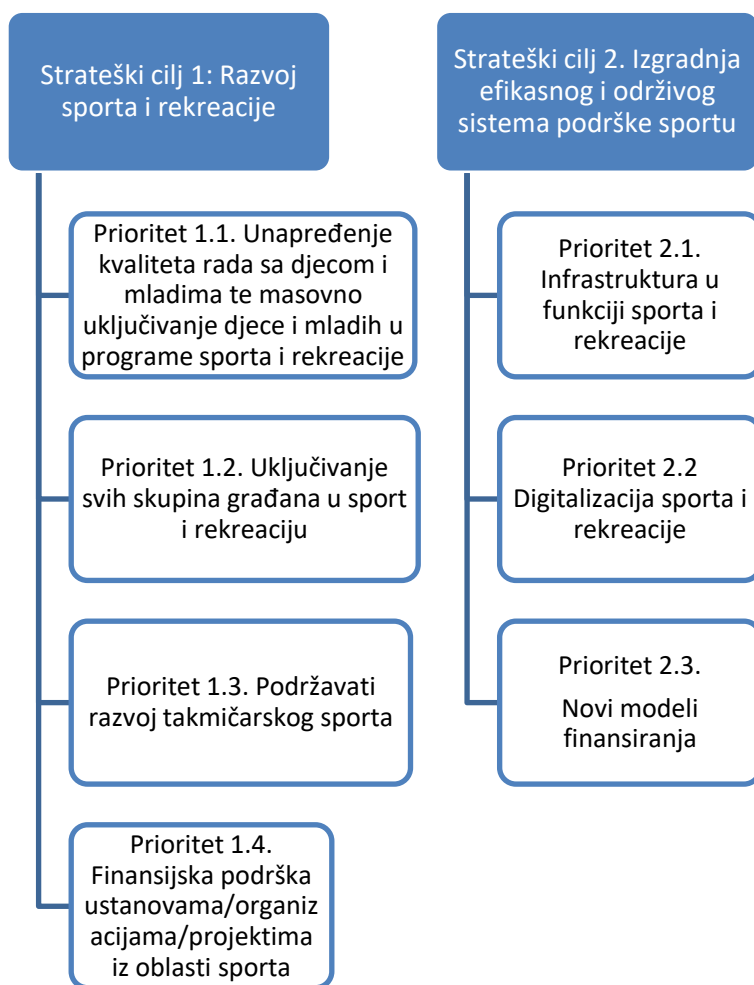 Strateški cilj 1: Razvoj
sporta i rekreacije
Prioritet 1.1. Unapređenje
kvaliteta rada sa djecom i
mladima te masovno
uključivanje djece i mladih u
programe sporta i rekreacije
Prioritet 1.2. Uključivanje
svih skupina građana u sport
i rekreaciju
Prioritet 1.3. Podržavati
razvoj takmičarskog sporta
Prioritet 1.4.
Finansijska podrška
ustanovama/organiz
acijama/projektima
iz oblasti sporta
Strateški cilj 2. Izgradnja
efikasnog i održivog
sistema podrške sportu
Prioritet 2.1.
Infrastruktura u
funkciji sporta i
rekreacije
Prioritet 2.2
Digitalizacija sporta i
rekreacije
Prioritet 2.3.
Novi modeli
finansiranja